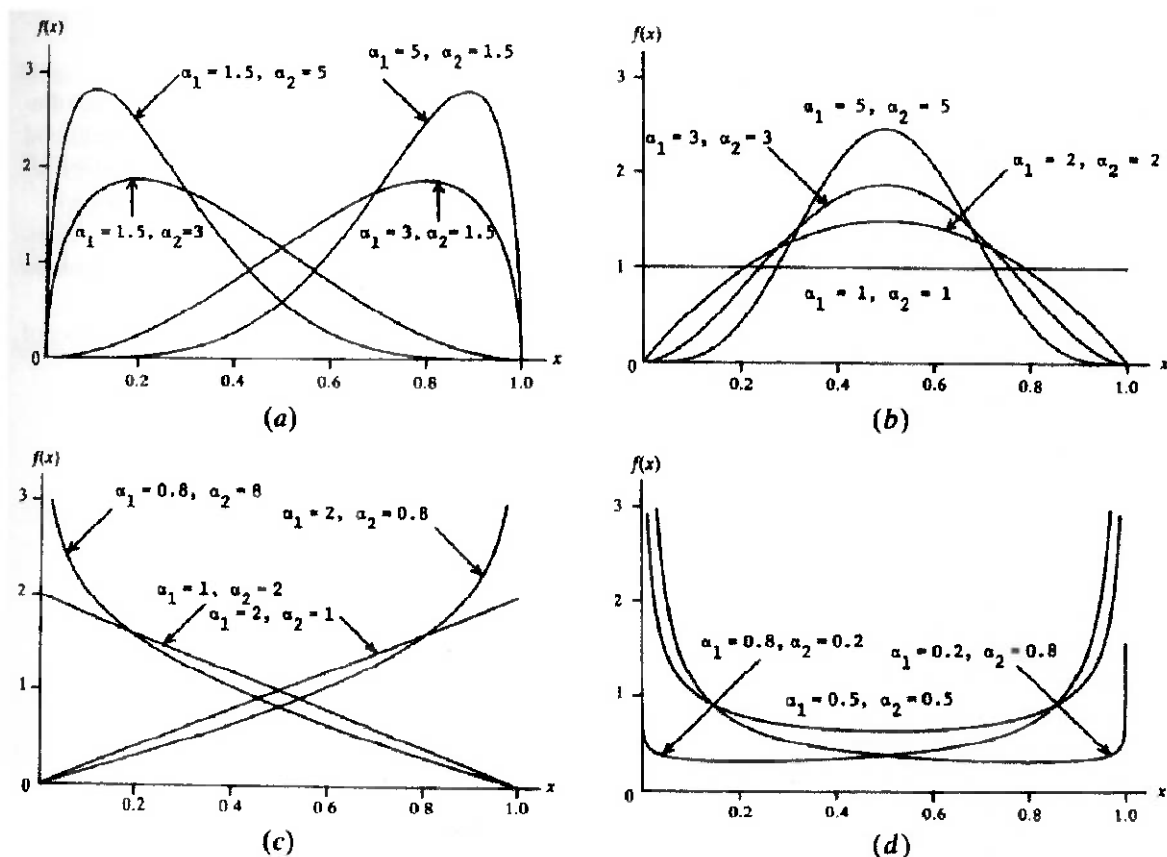 f(x)
3
2
1
0
α1 = 1.5, α2 = 5
α1 = 5, α2 = 1.5
α1 = 1.5, α2=3
α1 = 3, α2 = 1.5
0.2 0.4 0.6 0.8 1.0 x
(a)
f(x)
3
2
1
0
α1 = 5, α2 = 5
α1 = 3, α2 = 3
α1 = 2, α2 = 2
α1 = 1, α2 = 1
0.2 0.4 0.6 0.8 1.0 x
(b)
f(x)
3
2
1
0
α1 = 0.8, α2 = 8
α1 = 2, α2 = 0.8
α1 = 1, α2 = 2
α1 = 2, α2 = 1
0.2 0.4 0.6 0.8 1.0 x
(c)
f(x)
3
2
1
0
α1 = 0.8, α2 = 0.2
α1 = 0.2, α2 = 0.8
α1 = 0.5, α2 = 0.5
0.2 0.4 0.6 0.8 1.0 x
(d)